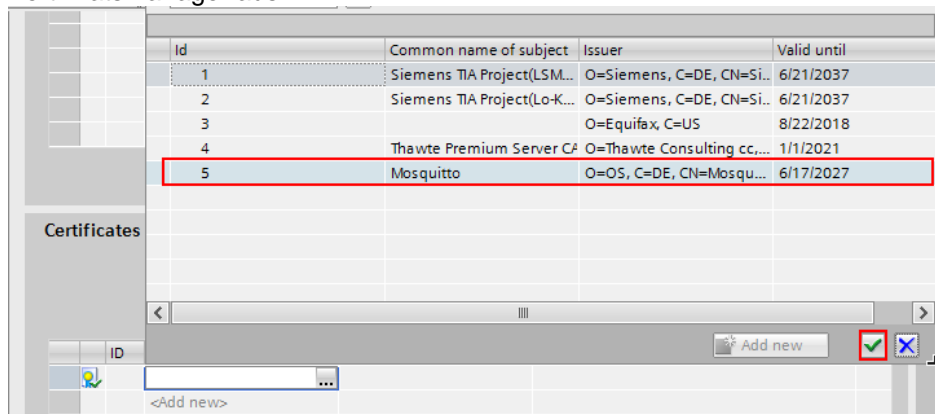 Id Common name of subject Issuer Valid until
1 Siemens TIA Project(LSM... O=Siemens, C=DE, CN=Si.. 6/21/2037
2 Siemens TIA Project(Lo-K... O=Siemens, C=DE, CN=Si.. 6/21/2037
3 O=Equifax, C=US 8/22/2018
4 Thawte Premium Server CA O=Thawte Consulting cc,... 1/1/2021
5 Mosquitto O=OS, C=DE, CN=Mosqu... 6/17/2027
Certificates
Add new
ID
...
<Add new>